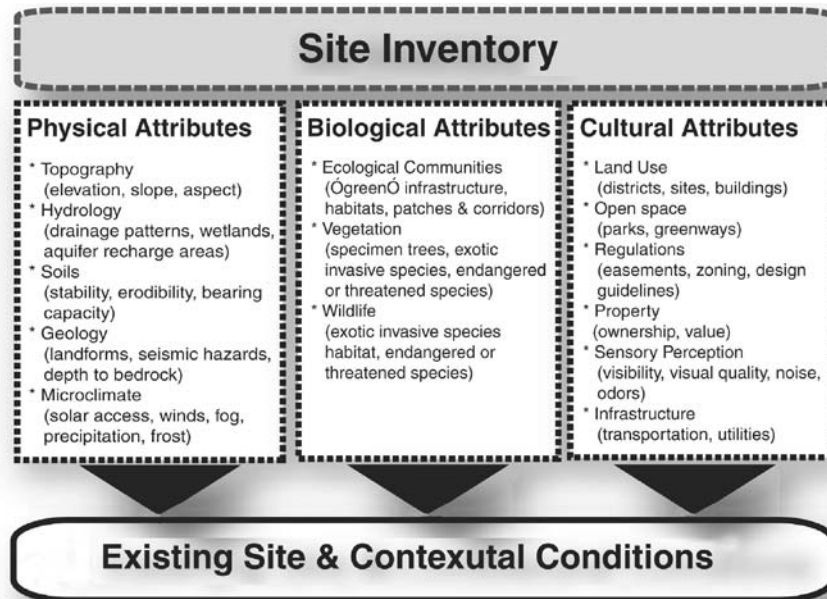 Site Inventory
Physical Attributes
* Topography
(elevation, slope, aspect)
* Hydrology
(drainage patterns, wetlands,
aquifer recharge areas)
* Soils
(stability, erodibility, bearing
capacity)
* Geology
(landforms, seismic hazards,
depth to bedrock)
* Microclimate
(solar access, winds, fog,
precipitation, frost)
Biological Attributes
* Ecological Communities
(ÓgreenÓ infrastructure,
habitats, patches & corridors)
* Vegetation
(specimen trees, exotic
invasive species, endangered
or threatened species)
* Wildlife
(exotic invasive species
habitat, endangered or
threatened species)
Cultural Attributes
* Land Use
(districts, sites, buildings)
* Open space
(parks, greenways)
* Regulations
(easements, zoning, design
guidelines)
* Property
(ownership, value)
* Sensory Perception
(visibility, visual quality, noise,
odors)
* Infrastructure
(transportation, utilities)
Existing Site & Contexutal Conditions